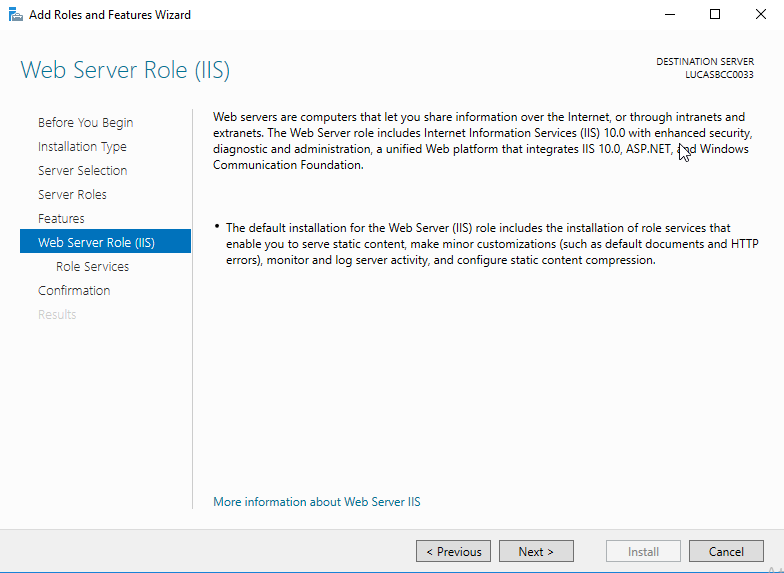 Add Roles and Features Wizard
Web Server Role (IIS)
DESTINATION SERVER
LUCASBCC0033
Before You Begin
Installation Type
Server Selection
Server Roles
Features
Web Server Role (IIS)
Role Services
Confirmation
Results
Web servers are computers that let you share information over the Internet, or through intranets and
extranets. The Web Server role includes Internet Information Services (IIS) 10.0 with enhanced security,
diagnostic and administration, a unified Web platform that integrates IIS 10.0, ASP.NET, and Windows
Communication Foundation.
• The default installation for the Web Server (IIS) role includes the installation of role services that
enable you to serve static content, make minor customizations (such as default documents and HTTP
errors), monitor and log server activity, and configure static content compression.
More information about Web Server IIS
< Previous
Next >
Install
Cancel